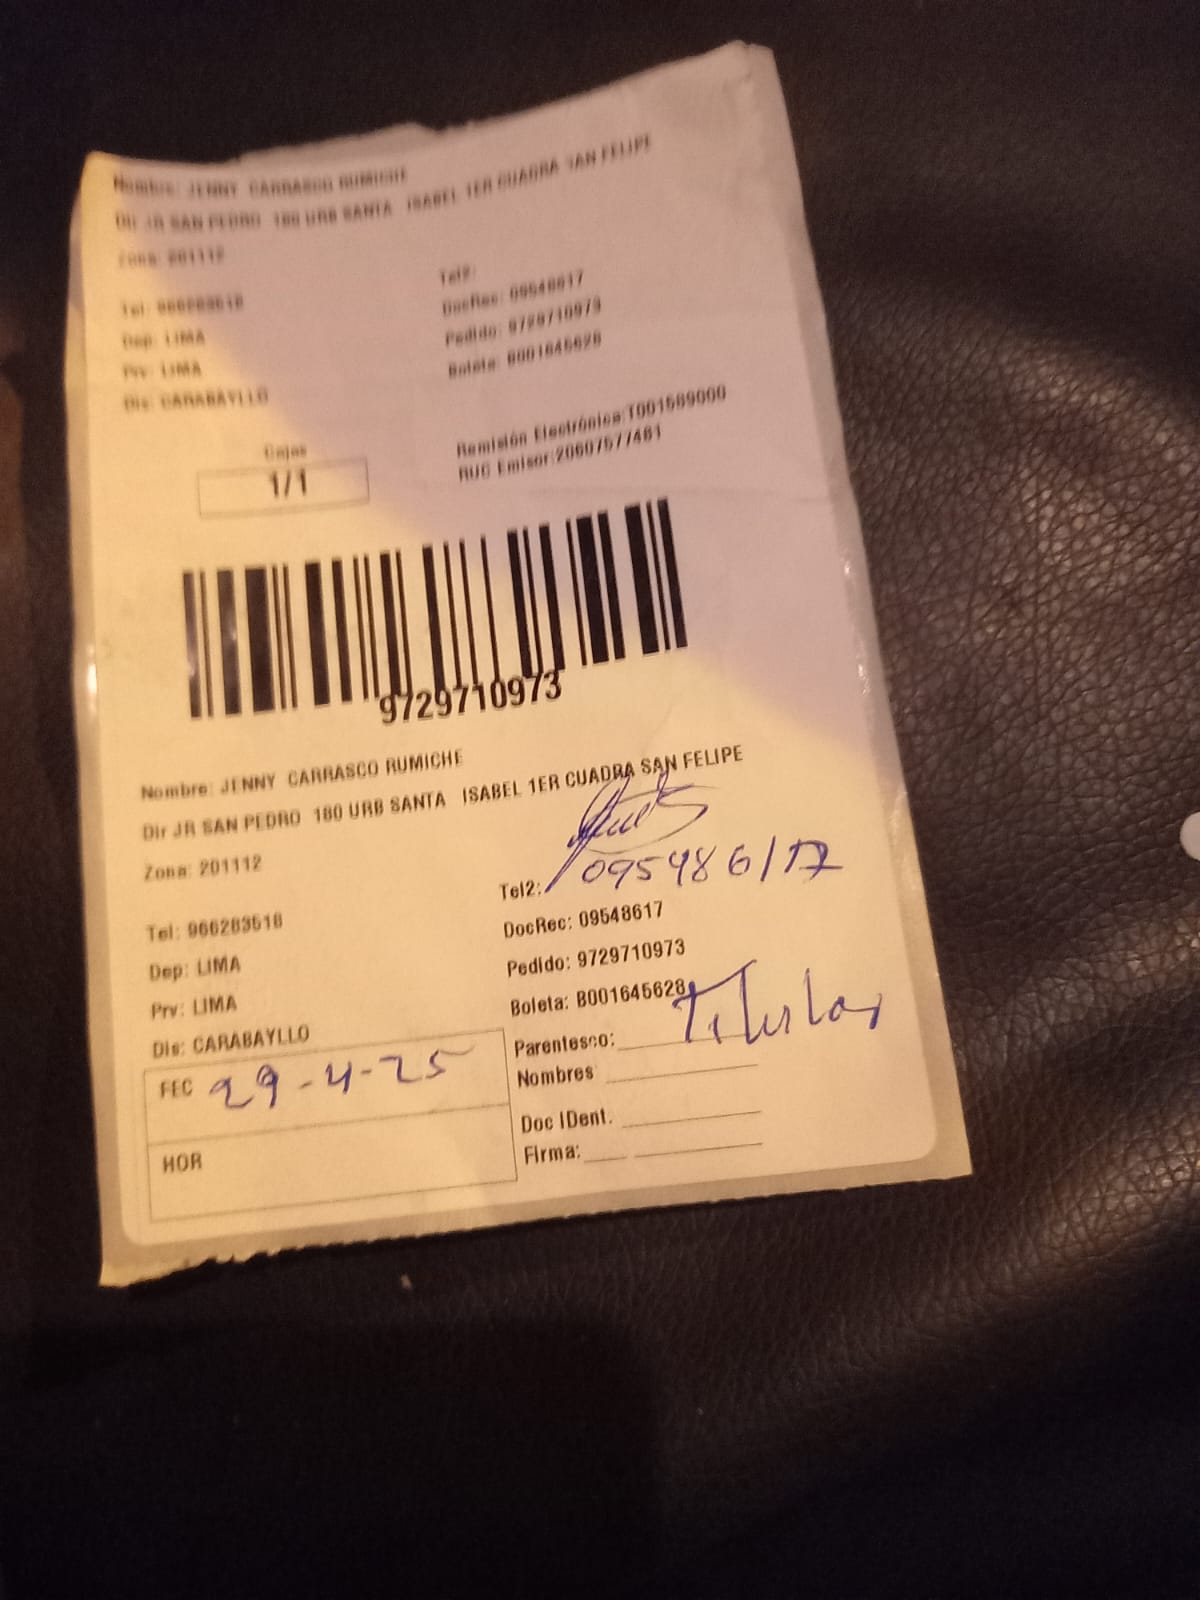 Nombre: JENNY CARRASCO RUMICHE
Dir JR SAN PEDRO 180 URB SANTA ISABEL 1ER CUADRA SAN FELIPE
Zona: 201112
Tel2:
Tel: 966283518
DocRec: 09548617
Dep: LIMA
Pedido: 9729710973
Prv: LIMA
Boleta: B001645628
Dis: CARABAYLLO
Remisión Electrónica:T001589000
RUC Emisor:20607577481
Cajas
1/1
9729710973
Nombre: JENNY CARRASCO RUMICHE
Dir JR SAN PEDRO 180 URB SANTA ISABEL 1ER CUADRA SAN FELIPE
Zona: 201112
Tel2: 09548617
Tel: 966283518
DocRec: 09548617
Dep: LIMA
Pedido: 9729710973
Prv: LIMA
Boleta: B001645628
Dis: CARABAYLLO
Parentesco: Titular
FEC 29-4-25
Nombres
Doc IDent.
HOR
Firma: